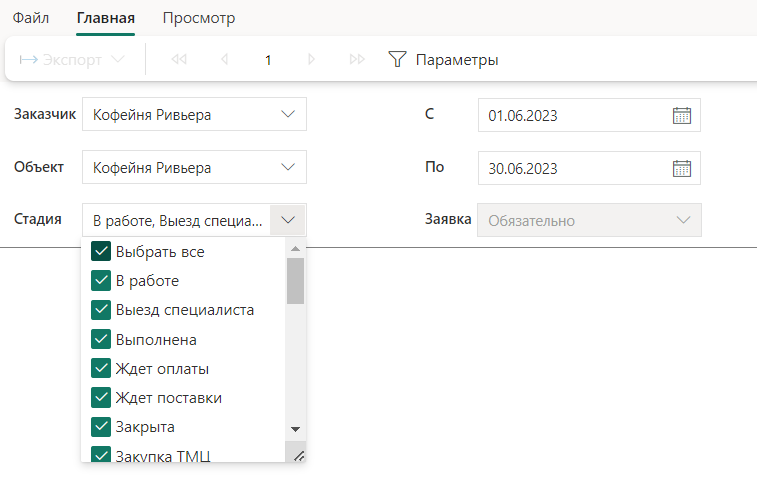 Файл Главная Просмотр
Экспорт 1 Параметры
Заказчик Кофейня Ривьера С 01.06.2023
Объект Кофейня Ривьера По 30.06.2023
Стадия В работе, Выезд специа... Заявка Обязательно
Выбрать все
В работе
Выезд специалиста
Выполнена
Ждет оплаты
Ждет поставки
Закрыта
Закупка ТМЦ